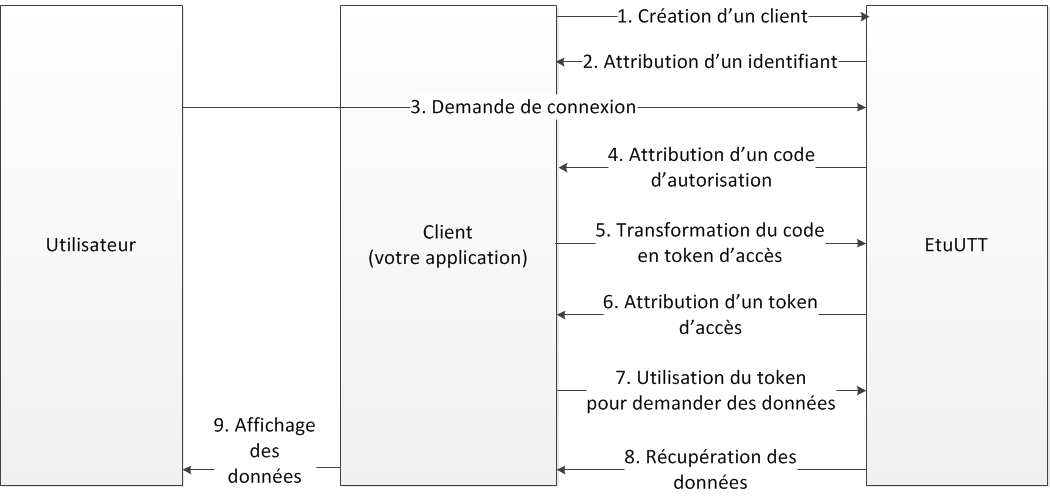 1. Création d’un client
2. Attribution d’un identifiant
3. Demande de connexion
4. Attribution d’un code
d’autorisation
Utilisateur
Client
(votre application)
5. Transformation du code
en token d’accès
EtuUTT
6. Attribution d’un token
d’accès
7. Utilisation du token
pour demander des données
9. Affichage
des
données
8. Récupération des
données